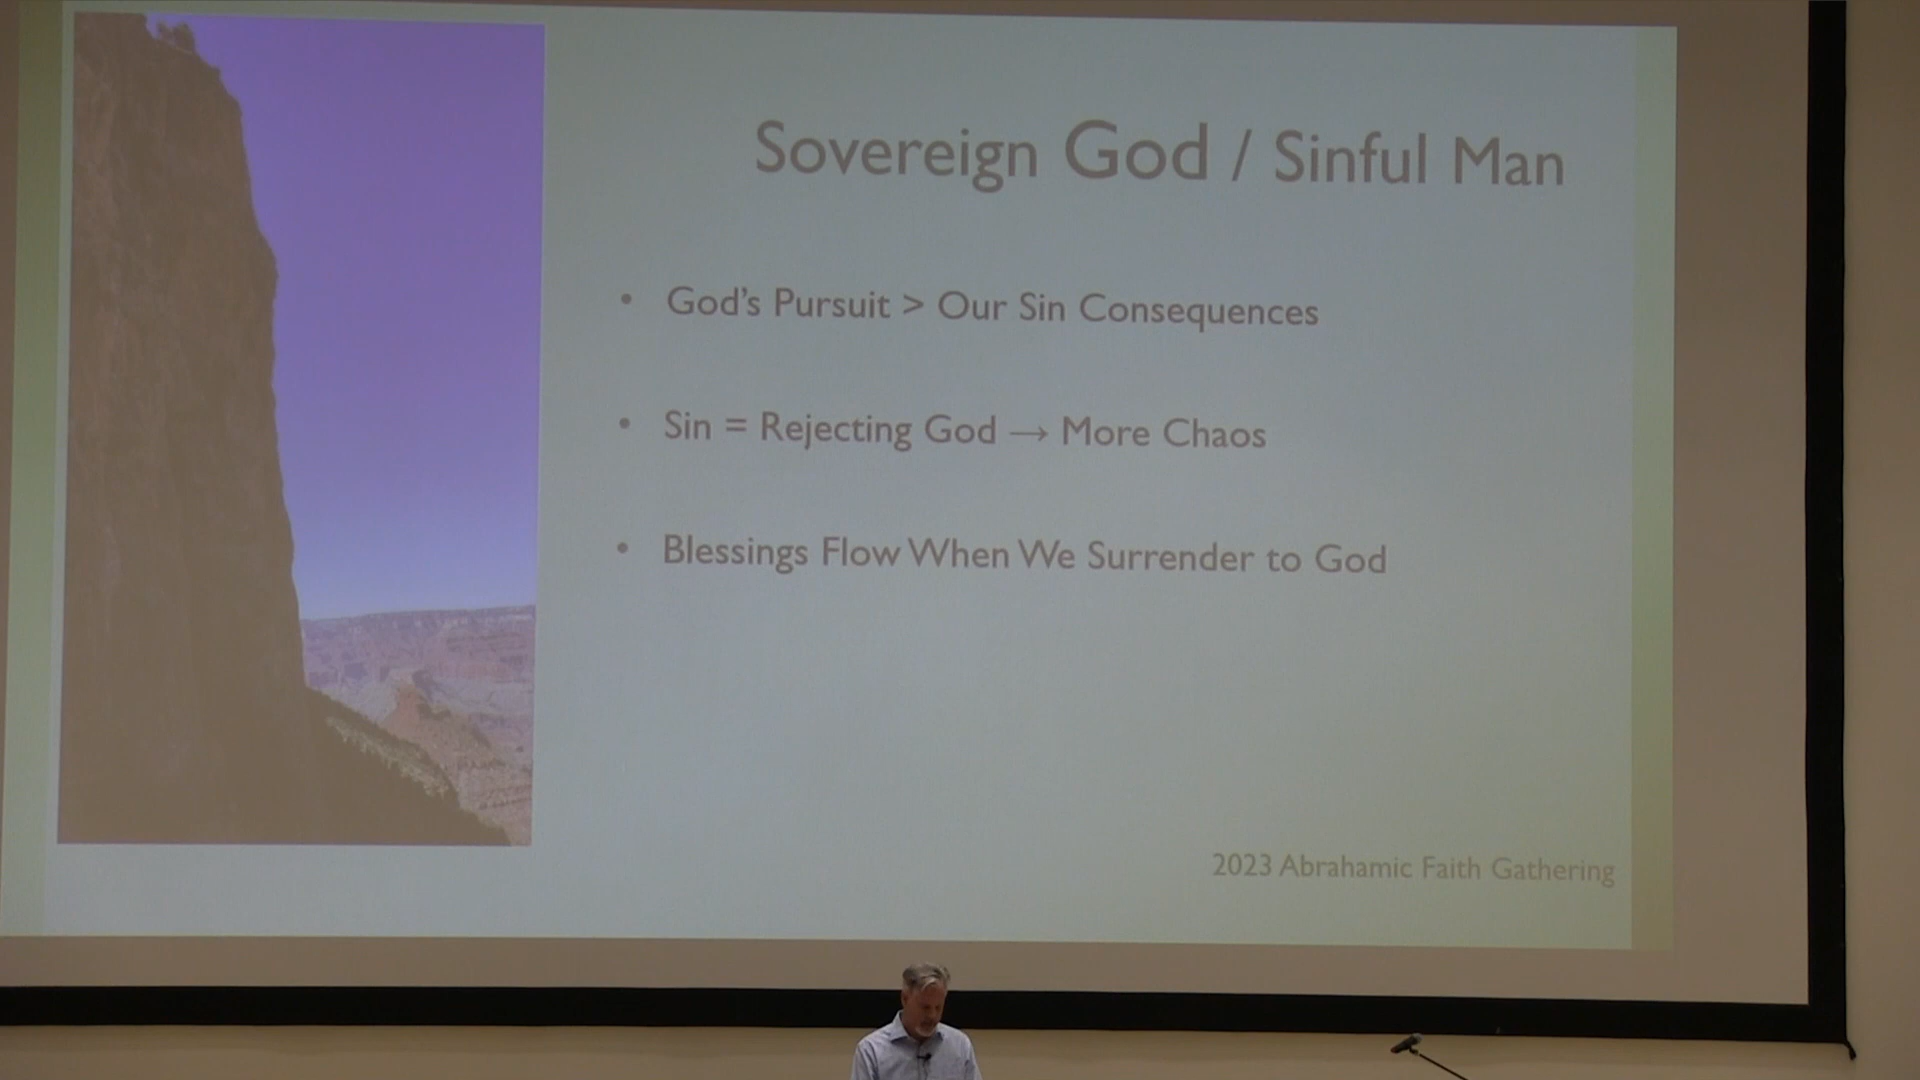 Sovereign God / Sinful Man
• God's Pursuit > Our Sin Consequences
• Sin = Rejecting God → More Chaos
• Blessings Flow When We Surrender to God
2023 Abrahamic Faith Gathering